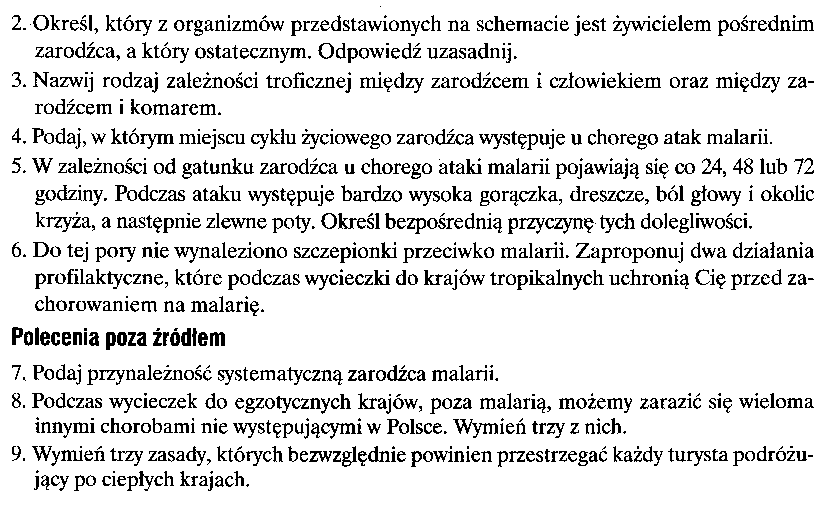 2. Określ, który z organizmów przedstawionych na schemacie jest żywicielem pośrednim
zarodźca, a który ostatecznym. Odpowiedź uzasadnij.
3. Nazwij rodzaj zależności troficznej między zarodźcem i człowiekiem oraz między za-
rodźcem i komarem.
4. Podaj, w którym miejscu cyklu życiowego zarodźca występuje u chorego atak malarii.
5. W zależności od gatunku zarodźca u chorego ataki malarii pojawiają się co 24, 48 lub 72
godziny. Podczas ataku występuje bardzo wysoka gorączka, dreszcze, ból głowy i okolic
krzyża, a następnie zlewne poty. Określ bezpośrednią przyczynę tych dolegliwości.
6. Do tej pory nie wynaleziono szczepionki przeciwko malarii. Zaproponuj dwa działania
profilaktyczne, które podczas wycieczki do krajów tropikalnych uchronią Cię przed za-
chorowaniem na malarię.
Polecenia poza źródłem
7. Podaj przynależność systematyczną zarodźca malarii.
8. Podczas wycieczek do egzotycznych krajów, poza malarią, możemy zarazić się wieloma
innymi chorobami nie występującymi w Polsce. Wymień trzy z nich.
9. Wymień trzy zasady, których bezwzględnie powinien przestrzegać każdy turysta podróżu-
jący po ciepłych krajach.